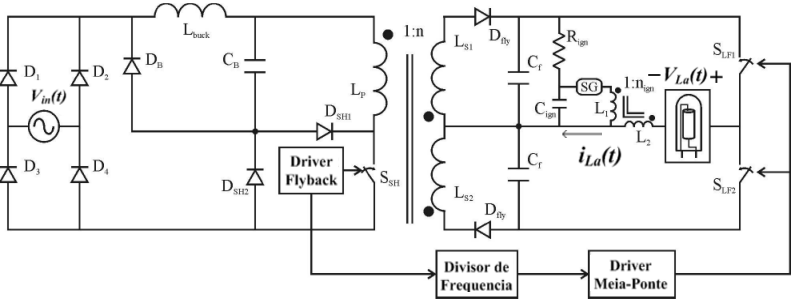 1:n
L_buck
D_B
C_B
L_P
D_1
D_2
V_in(t)
D_3
D_4
D_SH1
D_SH2
Driver
Flyback
S_SH
L_S1
L_S2
D_fly
C_f
R_ign
SG
C_ign
L_1
1:n_ign
L_2
−V_La(t)+
i_La(t)
S_LF1
C_f
D_fly
S_LF2
Divisor de
Frequencia
Driver
Meia-Ponte